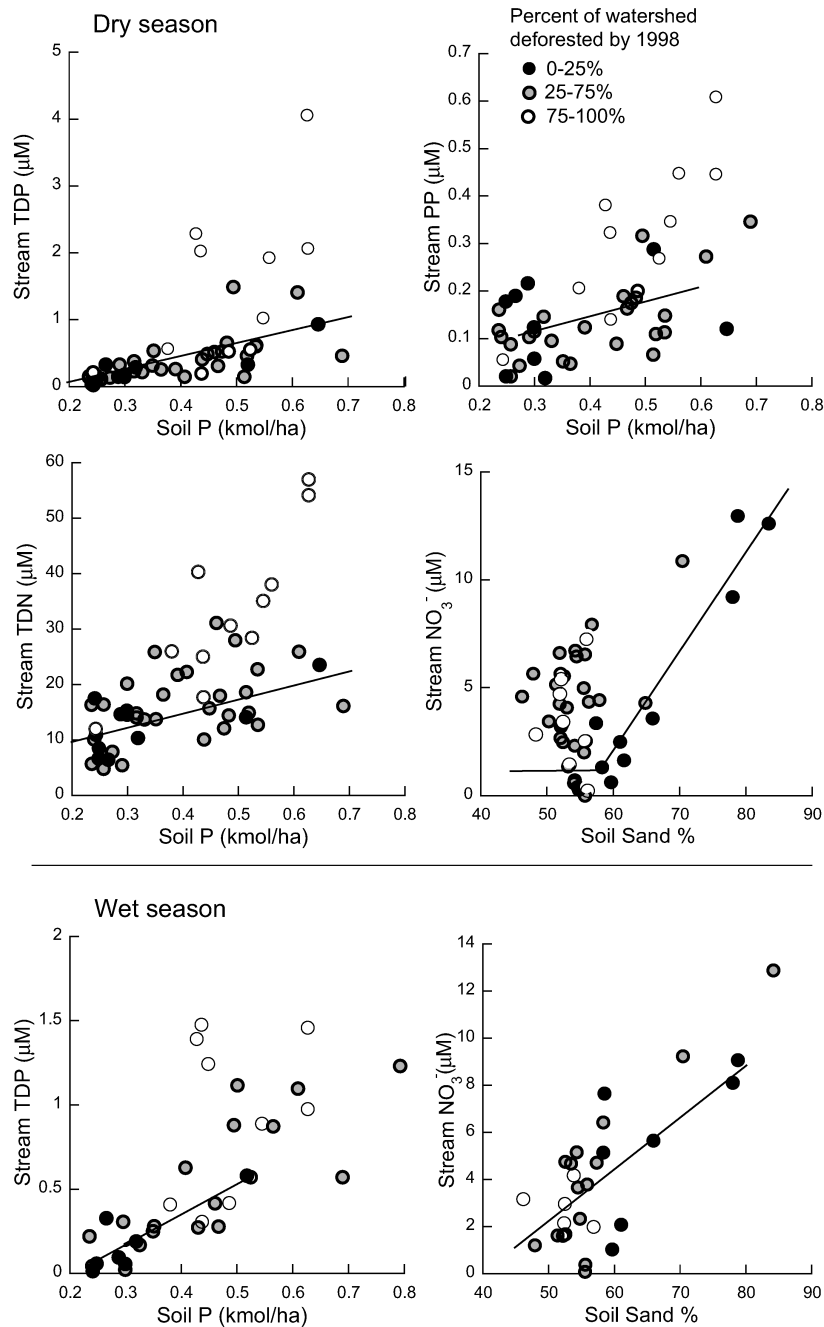 Dry season
Percent of watershed
deforested by 1998
0-25%
25-75%
75-100%
5
4
3
2
1
0
Stream TDP (µM)
0.2 0.3 0.4 0.5 0.6 0.7 0.8
Soil P (kmol/ha)
0.7
0.6
0.5
0.4
0.3
0.2
0.1
0
Stream PP (µM)
0.2 0.3 0.4 0.5 0.6 0.7 0.8
Soil P (kmol/ha)
60
50
40
30
20
10
0
Stream TDN (µM)
0.2 0.3 0.4 0.5 0.6 0.7 0.8
Soil P (kmol/ha)
15
10
5
0
Stream NO₃⁻ (µM)
40 50 60 70 80 90
Soil Sand %
Wet season
2
1.5
1
0.5
0
Stream TDP (µM)
0.2 0.3 0.4 0.5 0.6 0.7 0.8
Soil P (kmol/ha)
14
12
10
8
6
4
2
0
Stream NO₃⁻(µM)
40 50 60 70 80 90
Soil Sand %